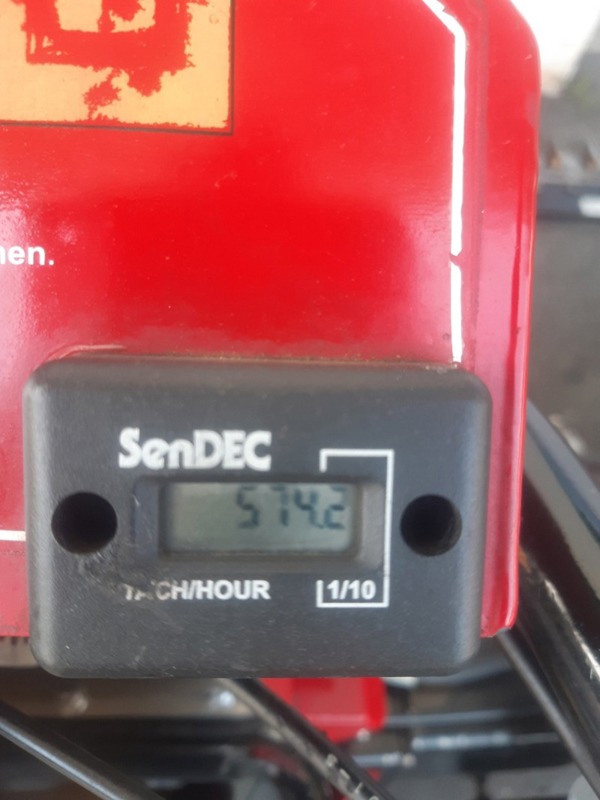 nen.
SenDEC
574.2
TACH/HOUR
1/10